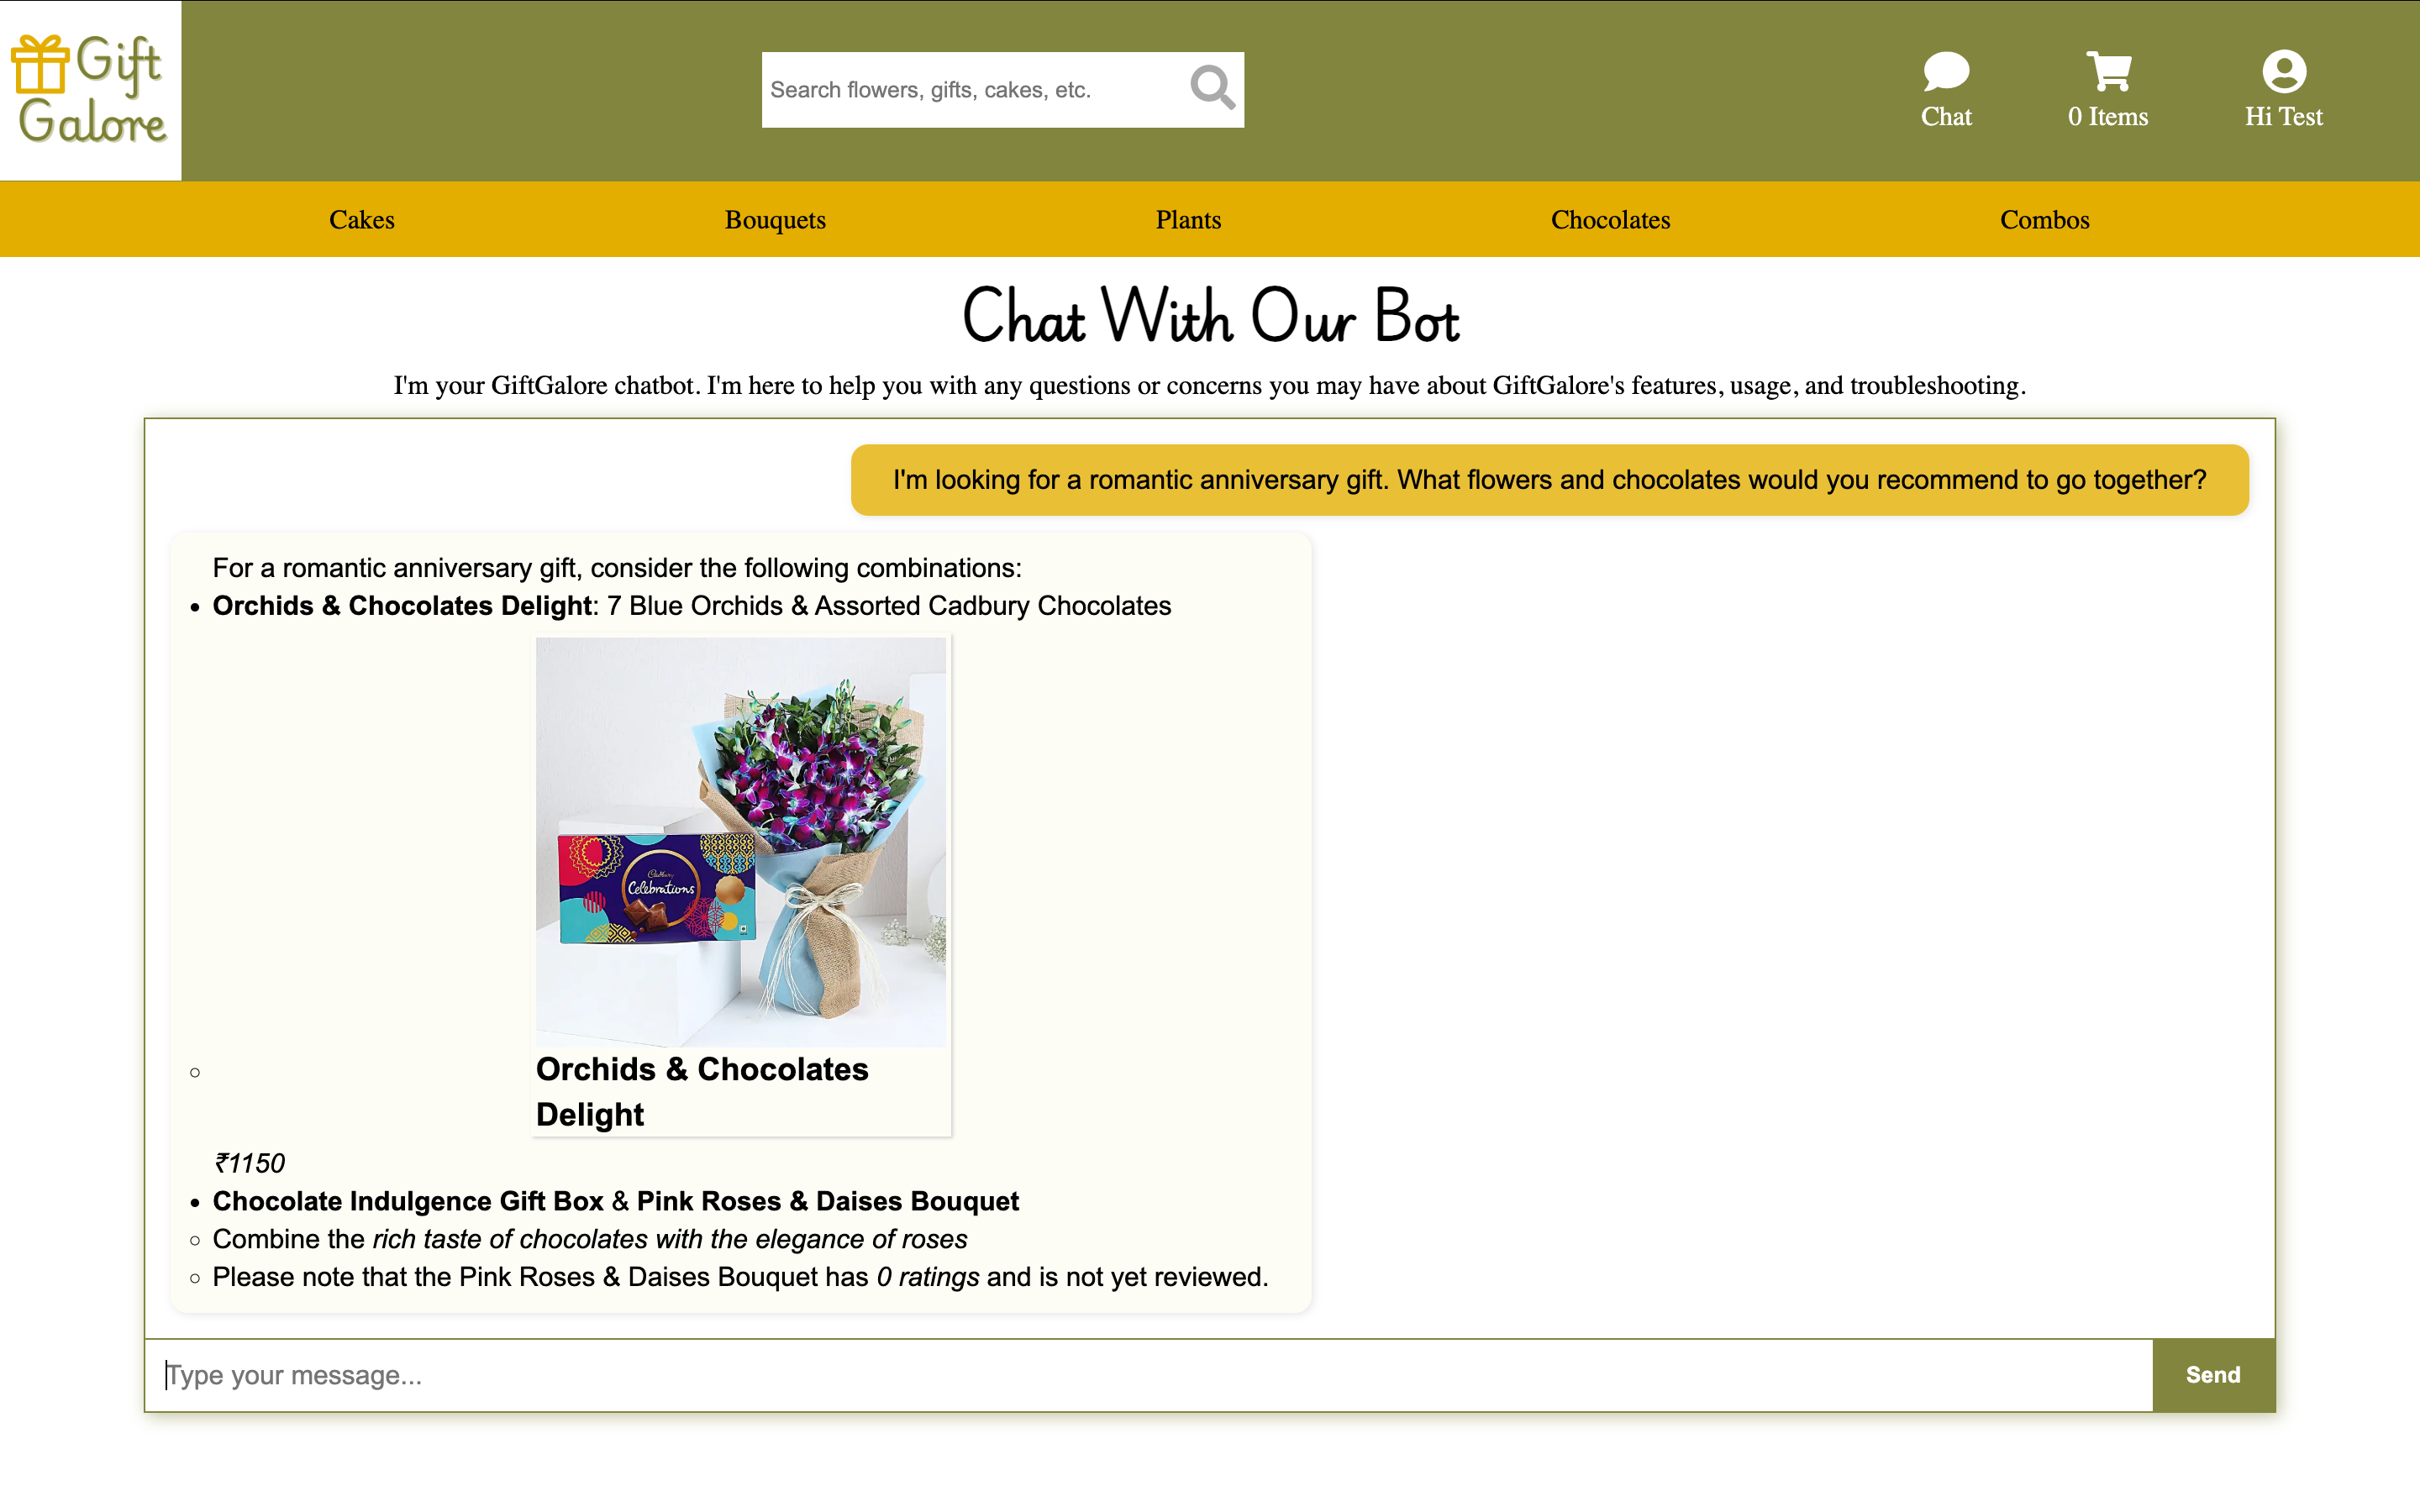 Gift
Galore
Search flowers, gifts, cakes, etc.
Chat
0 Items
Hi Test
Cakes
Bouquets
Plants
Chocolates
Combos
Chat With Our Bot
I'm your GiftGalore chatbot. I'm here to help you with any questions or concerns you may have about GiftGalore's features, usage, and troubleshooting.
I'm looking for a romantic anniversary gift. What flowers and chocolates would you recommend to go together?
For a romantic anniversary gift, consider the following combinations:
• Orchids & Chocolates Delight: 7 Blue Orchids & Assorted Cadbury Chocolates
Cadbury
Celebrations
Orchids & Chocolates
Delight
₹1150
• Chocolate Indulgence Gift Box & Pink Roses & Daises Bouquet
○ Combine the rich taste of chocolates with the elegance of roses
○ Please note that the Pink Roses & Daises Bouquet has 0 ratings and is not yet reviewed.
Type your message...
Send